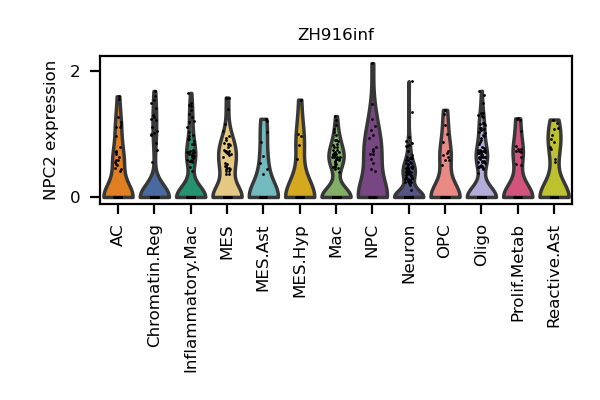 ZH916inf
NPC2 expression
2
0
AC
Chromatin.Reg
Inflammatory.Mac
MES
MES.Ast
MES.Hyp
Mac
NPC
Neuron
OPC
Oligo
Prolif.Metab
Reactive.Ast